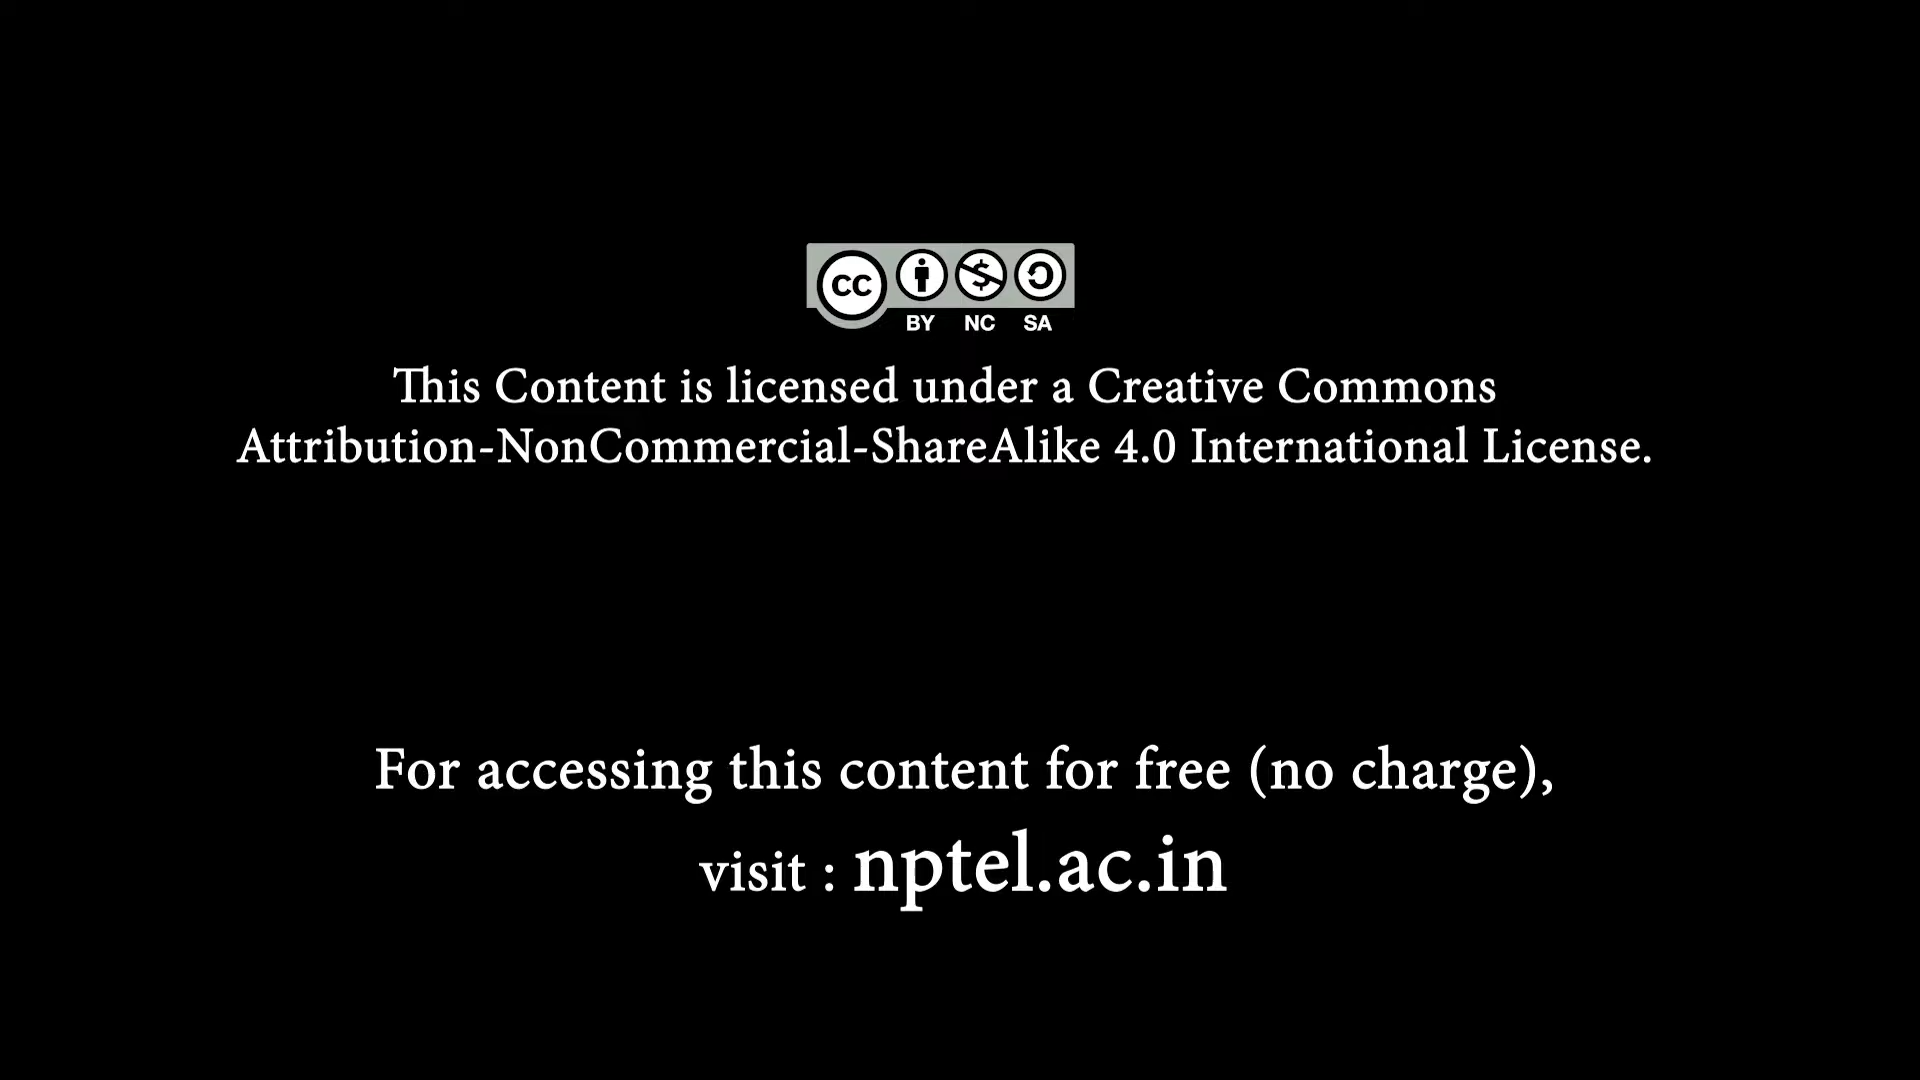 cc
BY NC SA
This Content is licensed under a Creative Commons
Attribution-NonCommercial-ShareAlike 4.0 International License.
For accessing this content for free (no charge),
visit : nptel.ac.in